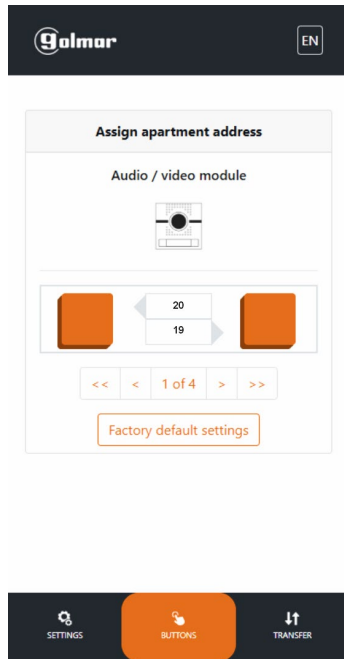 golmar
EN
Assign apartment address
Audio / video module
20
19
<< < 1 of 4 > >>
Factory default settings
SETTINGS BUTTONS TRANSFER